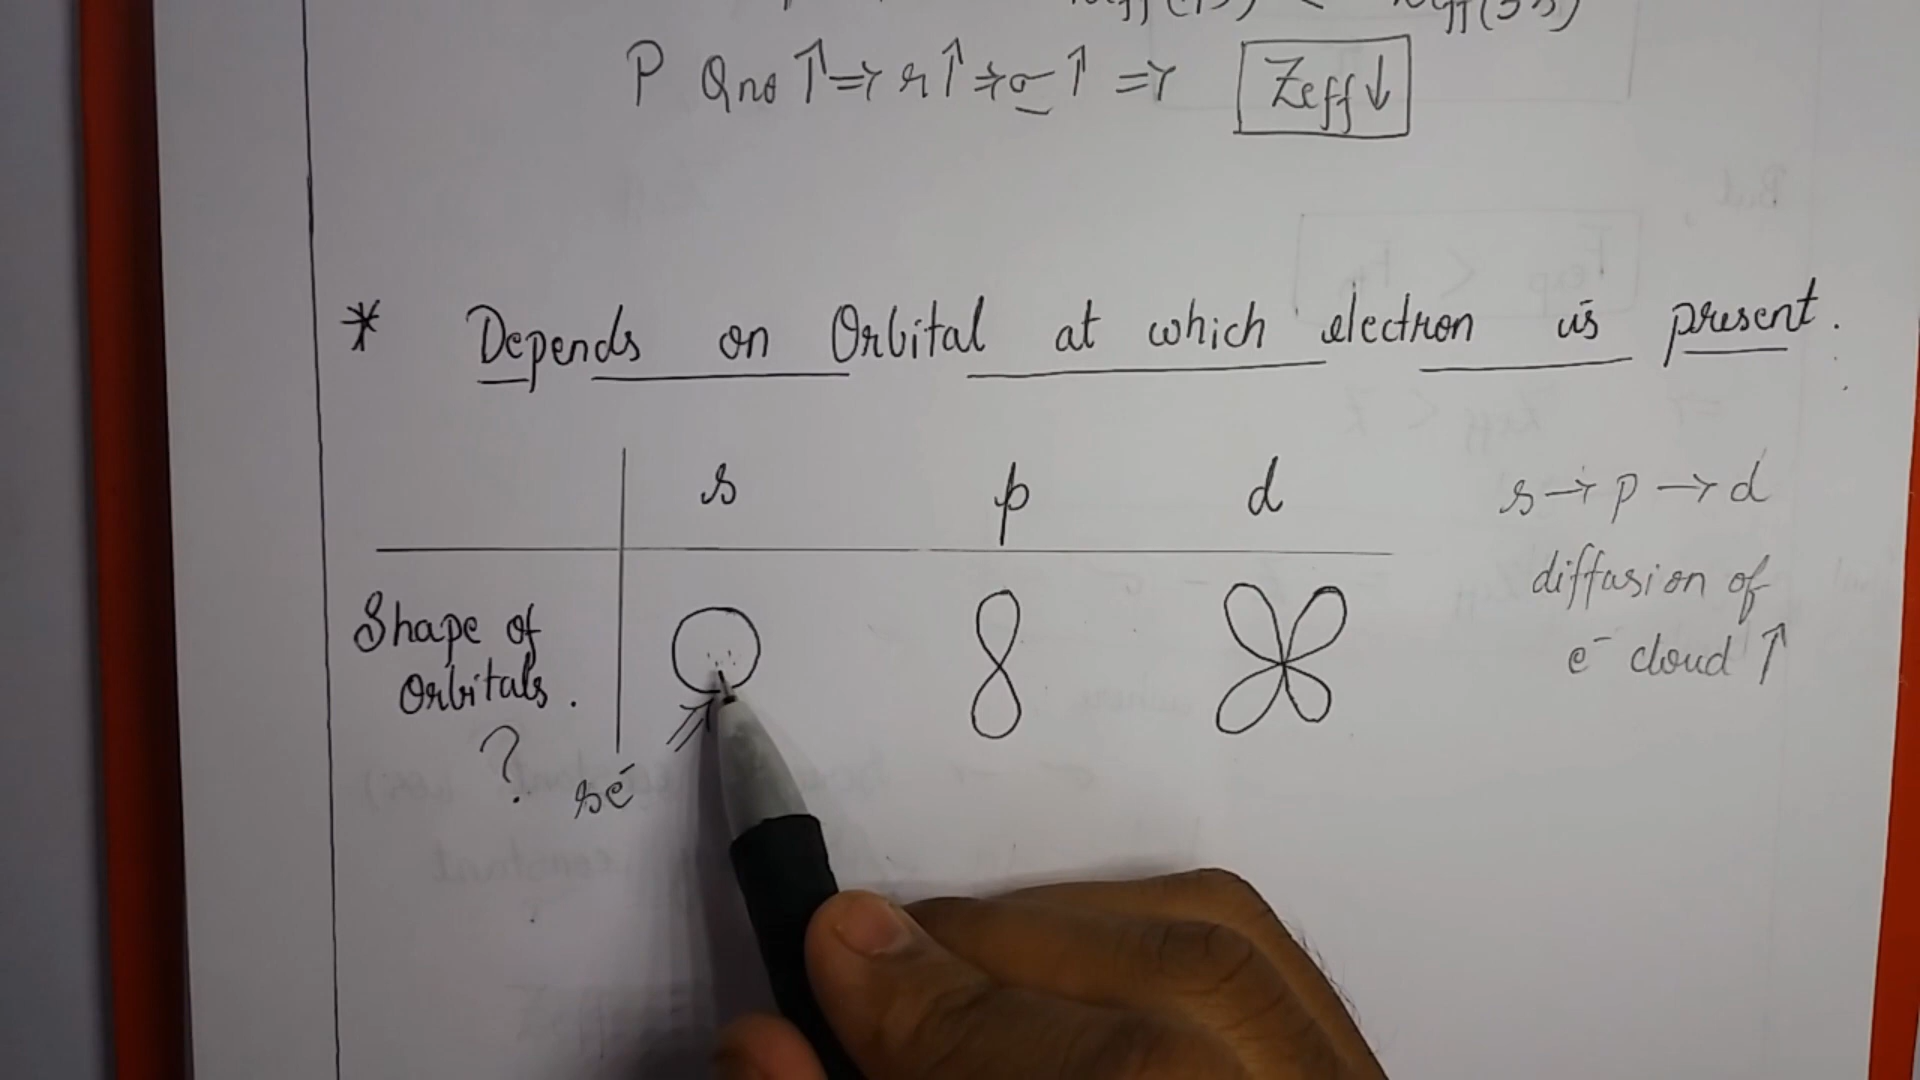 P Qno ↑ ⇒ r ↑ ⇒ σ ↑ ⇒ Zeff ↓
* Depends on Orbital at which electron is present.
s p d s → p → d
Shape of Orbitals. ? diffusion of
e⁻ cloud ↑
se⁻